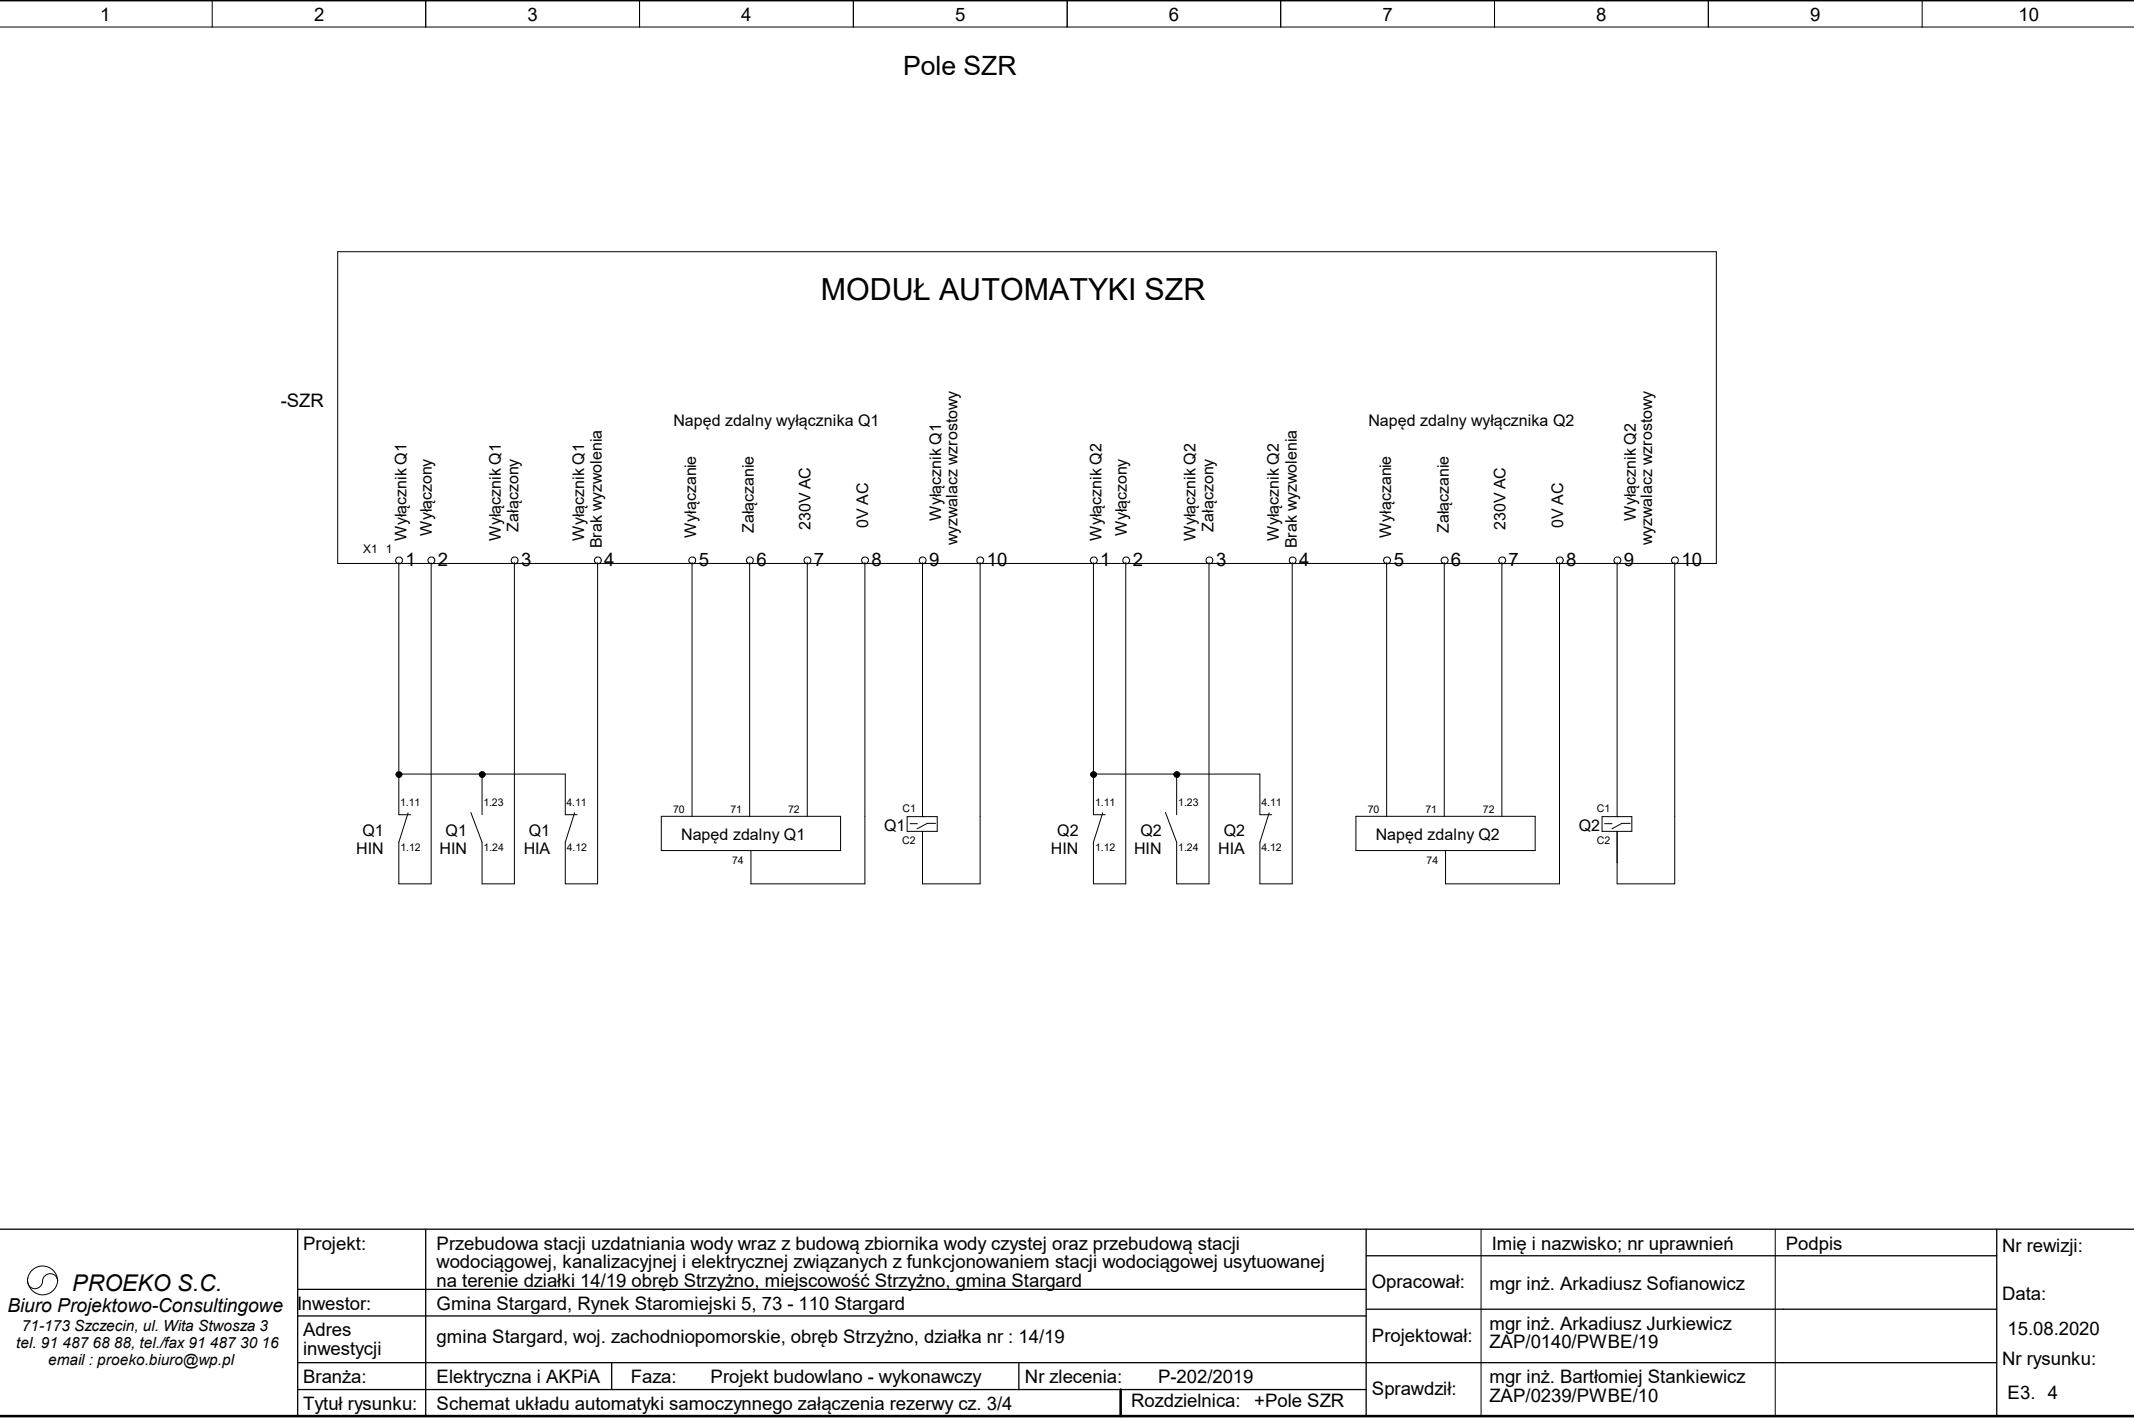 1 2 3 4 5 6 7 8 9 10
Pole SZR
MODUŁ AUTOMATYKI SZR
-SZR
Napęd zdalny wyłącznika Q1
Napęd zdalny wyłącznika Q2
Wyłącznik Q1
Wyłączony
Wyłącznik Q1
Załączony
Wyłącznik Q1
Brak wyzwolenia
Wyłączanie
Załączanie
230V AC
0V AC
Wyłącznik Q1
wyzwalacz wzrostowy
Wyłącznik Q2
Wyłączony
Wyłącznik Q2
Załączony
Wyłącznik Q2
Brak wyzwolenia
Wyłączanie
Załączanie
230V AC
0V AC
Wyłącznik Q2
wyzwalacz wzrostowy
X1 1
1 2 3 4 5 6 7 8 9 10 1 2 3 4 5 6 7 8 9 10
1.11 1.23 4.11 70 71 72 C1 1.11 1.23 4.11 70 71 72 C1
Q1 Q1 Q1 Napęd zdalny Q1 Q1 Q2 Q2 Q2 Napęd zdalny Q2 Q2
HIN 1.12 HIN 1.24 HIA 4.12 C2 HIN 1.12 HIN 1.24 HIA 4.12 C2
74 74
PROEKO S.C.
Biuro Projektowo-Consultingowe
71-173 Szczecin, ul. Wita Stwosza 3
tel. 91 487 68 88, tel./fax 91 487 30 16
email : proeko.biuro@wp.pl
Projekt:
Przebudowa stacji uzdatniania wody wraz z budową zbiornika wody czystej oraz przebudową stacji
wodociągowej, kanalizacyjnej i elektrycznej związanych z funkcjonowaniem stacji wodociągowej usytuowanej
na terenie działki 14/19 obręb Strzyżno, miejscowość Strzyżno, gmina Stargard
Inwestor:
Gmina Stargard, Rynek Staromiejski 5, 73 - 110 Stargard
Adres
inwestycji
gmina Stargard, woj. zachodniopomorskie, obręb Strzyżno, działka nr : 14/19
Branża:
Elektryczna i AKPiA
Faza:
Projekt budowlano - wykonawczy
Nr zlecenia:
P-202/2019
Tytuł rysunku:
Schemat układu automatyki samoczynnego załączenia rezerwy cz. 3/4
Rozdzielnica: +Pole SZR
Imię i nazwisko; nr uprawnień
Podpis
Opracował:
mgr inż. Arkadiusz Sofianowicz
Projektował:
mgr inż. Arkadiusz Jurkiewicz
ZAP/0140/PWBE/19
Sprawdził:
mgr inż. Bartłomiej Stankiewicz
ZAP/0239/PWBE/10
Nr rewizji:
Data:
15.08.2020
Nr rysunku:
E3. 4